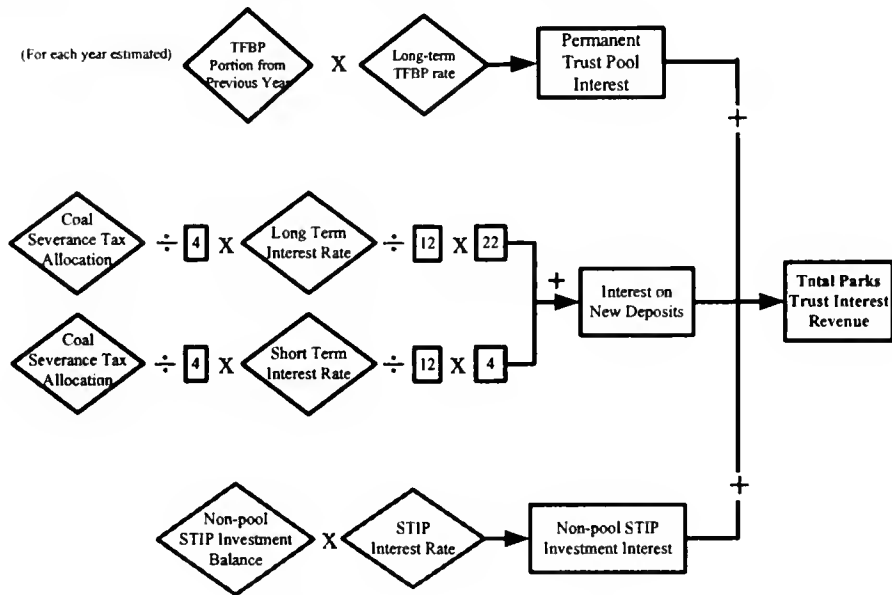 (For each year estimated)
TFBP
Portion from
Previous Year
X
Long-term
TFBP rate
Permanent
Trust Pool
Interest
+
Coal
Severance Tax
Allocation
÷
4
X
Long Term
Interest Rate
÷
12
X
22
+
Interest on
New Deposits
Tntal Parks
Trust Interest
Revenue
Coal
Severance Tax
Allocation
÷
4
X
Short Term
Interest Rate
÷
12
X
4
+
Non-pool
STIP Investment
Balance
X
STIP
Interest Rate
Non-pool STIP
Investment Interest